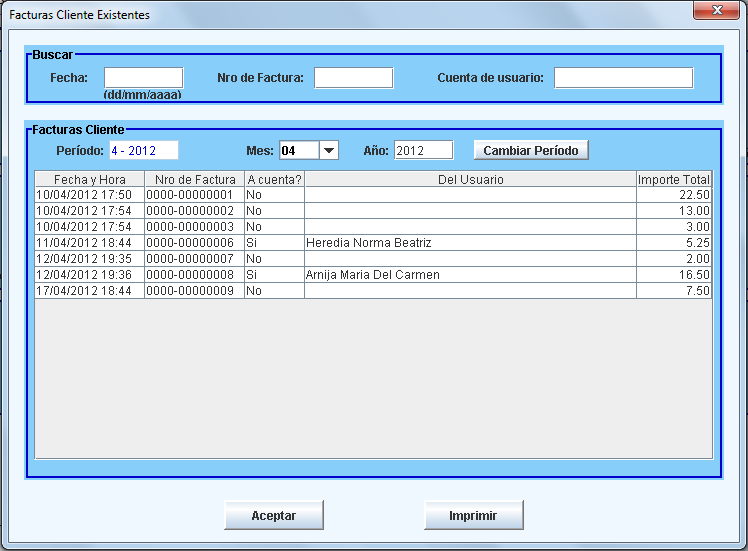 Facturas Cliente Existentes
Buscar
Fecha: Nro de Factura: Cuenta de usuario:
(dd/mm/aaaa)
Facturas Cliente
Período: 4 - 2012 Mes: 04 Año: 2012 Cambiar Período
Fecha y Hora Nro de Factura A cuenta? Del Usuario Importe Total
10/04/2012 17:50 0000-00000001 No 22.50
10/04/2012 17:54 0000-00000002 No 13.00
10/04/2012 17:54 0000-00000003 No 3.00
11/04/2012 18:44 0000-00000006 Si Heredia Norma Beatriz 5.25
12/04/2012 19:35 0000-00000007 No 2.00
12/04/2012 19:36 0000-00000008 Si Arnija Maria Del Carmen 16.50
17/04/2012 18:44 0000-00000009 No 7.50
Aceptar Imprimir